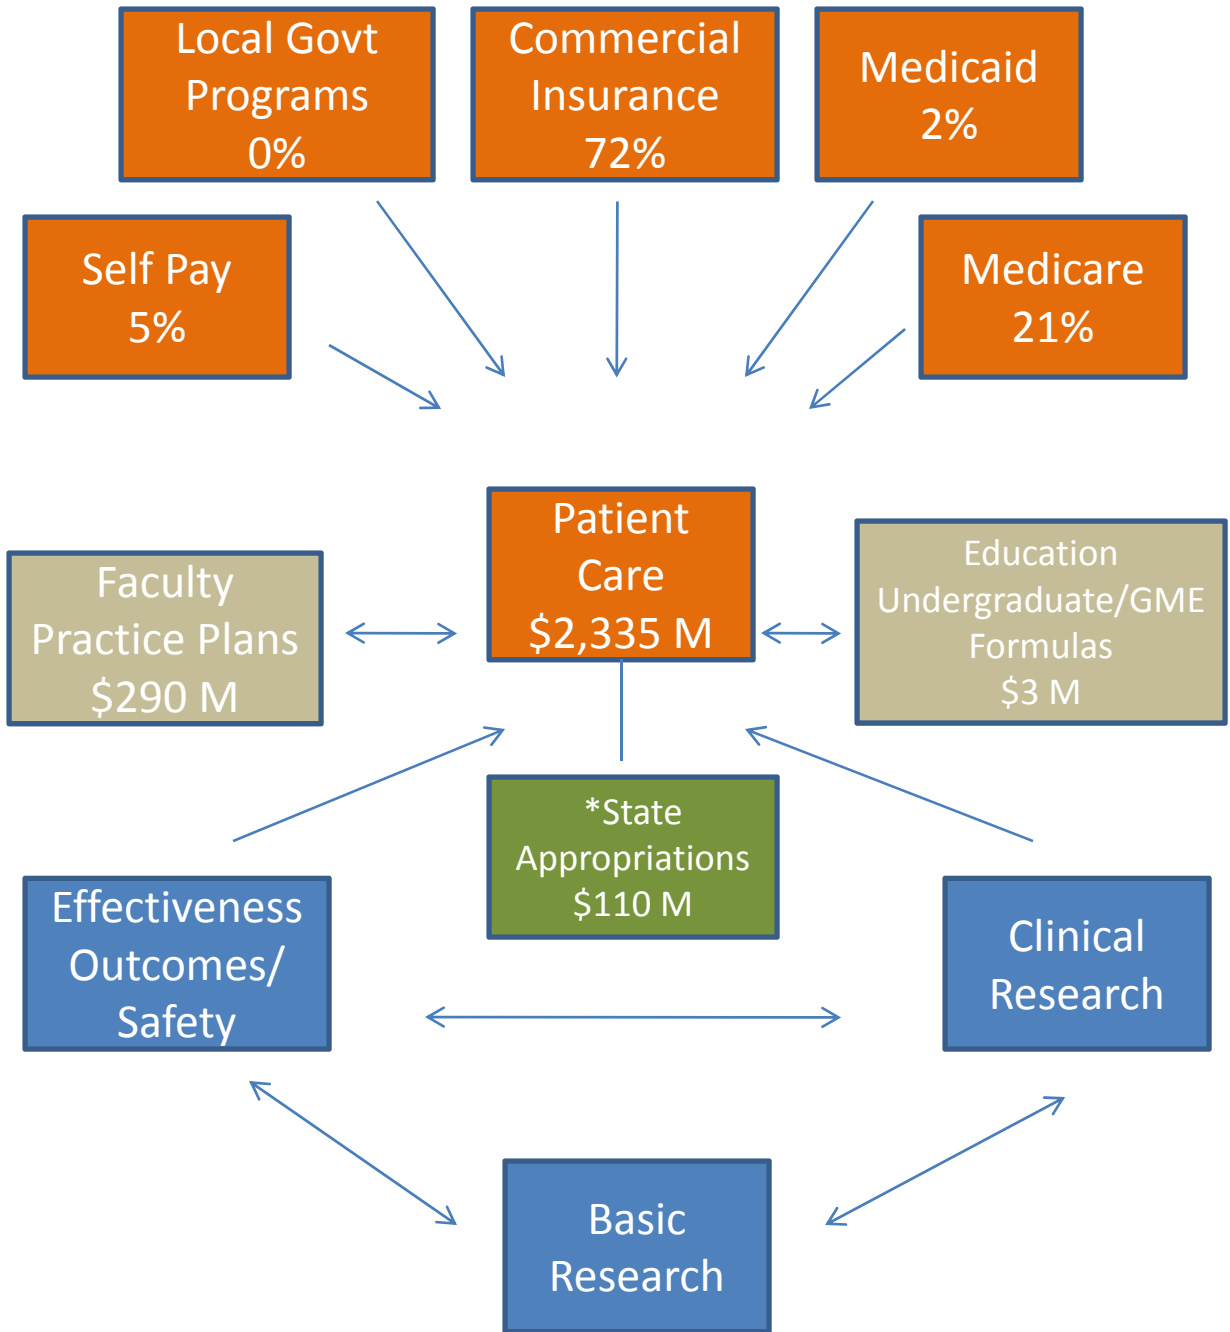 Local Govt
Programs
0%
Commercial
Insurance
72%
Medicaid
2%
Self Pay
5%
Medicare
21%
Patient
Care
$2,335 M
Faculty
Practice Plans
$290 M
Education
Undergraduate/GME
Formulas
$3 M
*State
Appropriations
$110 M
Effectiveness
Outcomes/
Safety
Clinical
Research
Basic
Research